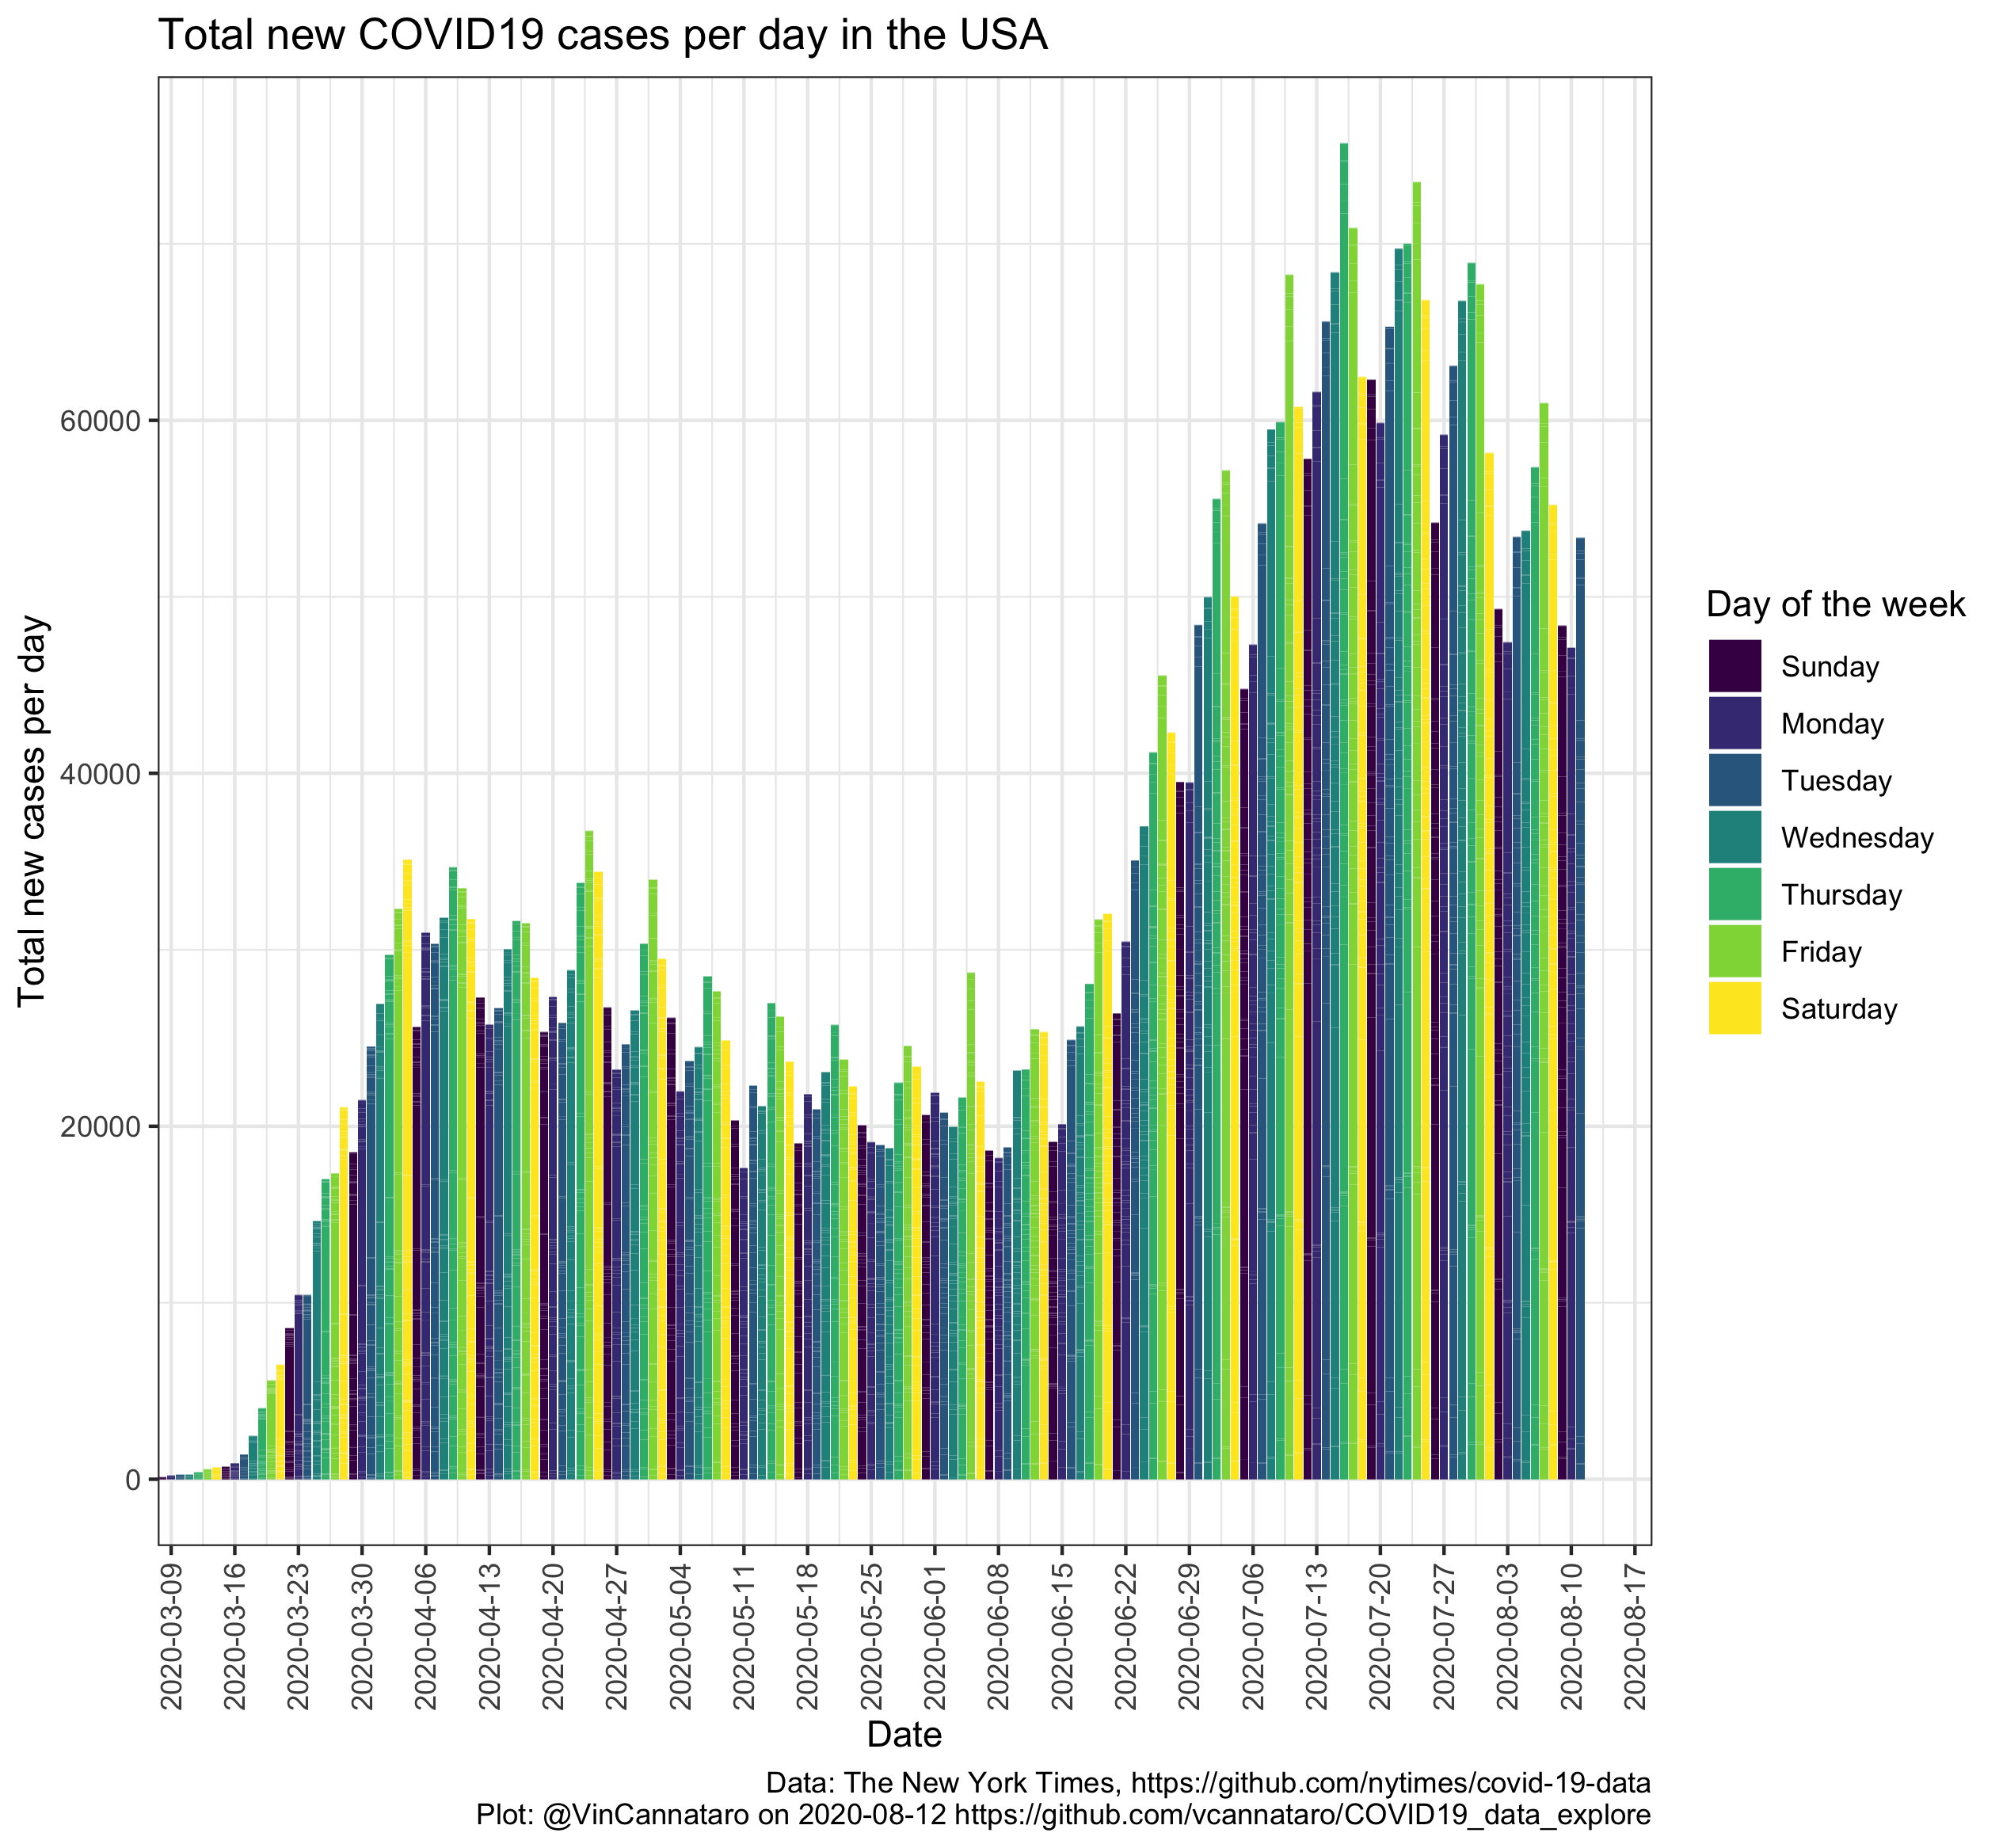 Total new COVID19 cases per day in the USA
Total new cases per day
60000
40000
20000
0
Day of the week
Sunday
Monday
Tuesday
Wednesday
Thursday
Friday
Saturday
2020-03-09
2020-03-16
2020-03-23
2020-03-30
2020-04-06
2020-04-13
2020-04-20
2020-04-27
2020-05-04
2020-05-11
2020-05-18
2020-05-25
2020-06-01
2020-06-08
2020-06-15
2020-06-22
2020-06-29
2020-07-06
2020-07-13
2020-07-20
2020-07-27
2020-08-03
2020-08-10
2020-08-17
Date
Data: The New York Times, https://github.com/nytimes/covid-19-data
Plot: @VinCannataro on 2020-08-12 https://github.com/vcannataro/COVID19_data_explore